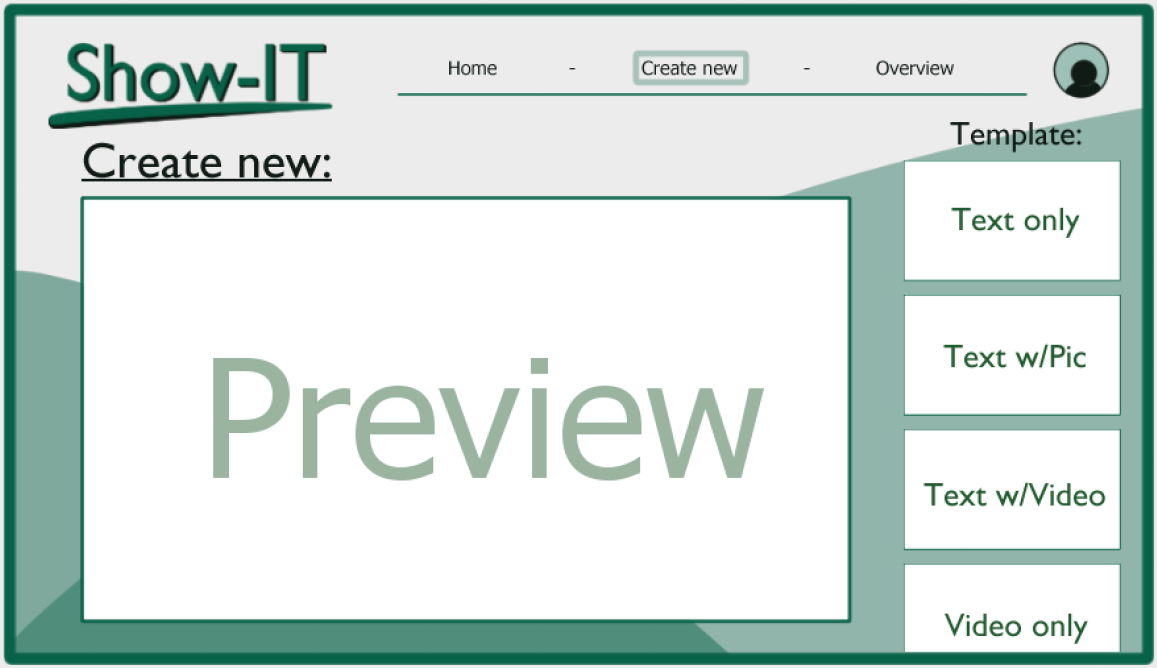 Show-IT
Home - Create new - Overview
Create new:
Template:
Preview
Text only
Text w/Pic
Text w/Video
Video only